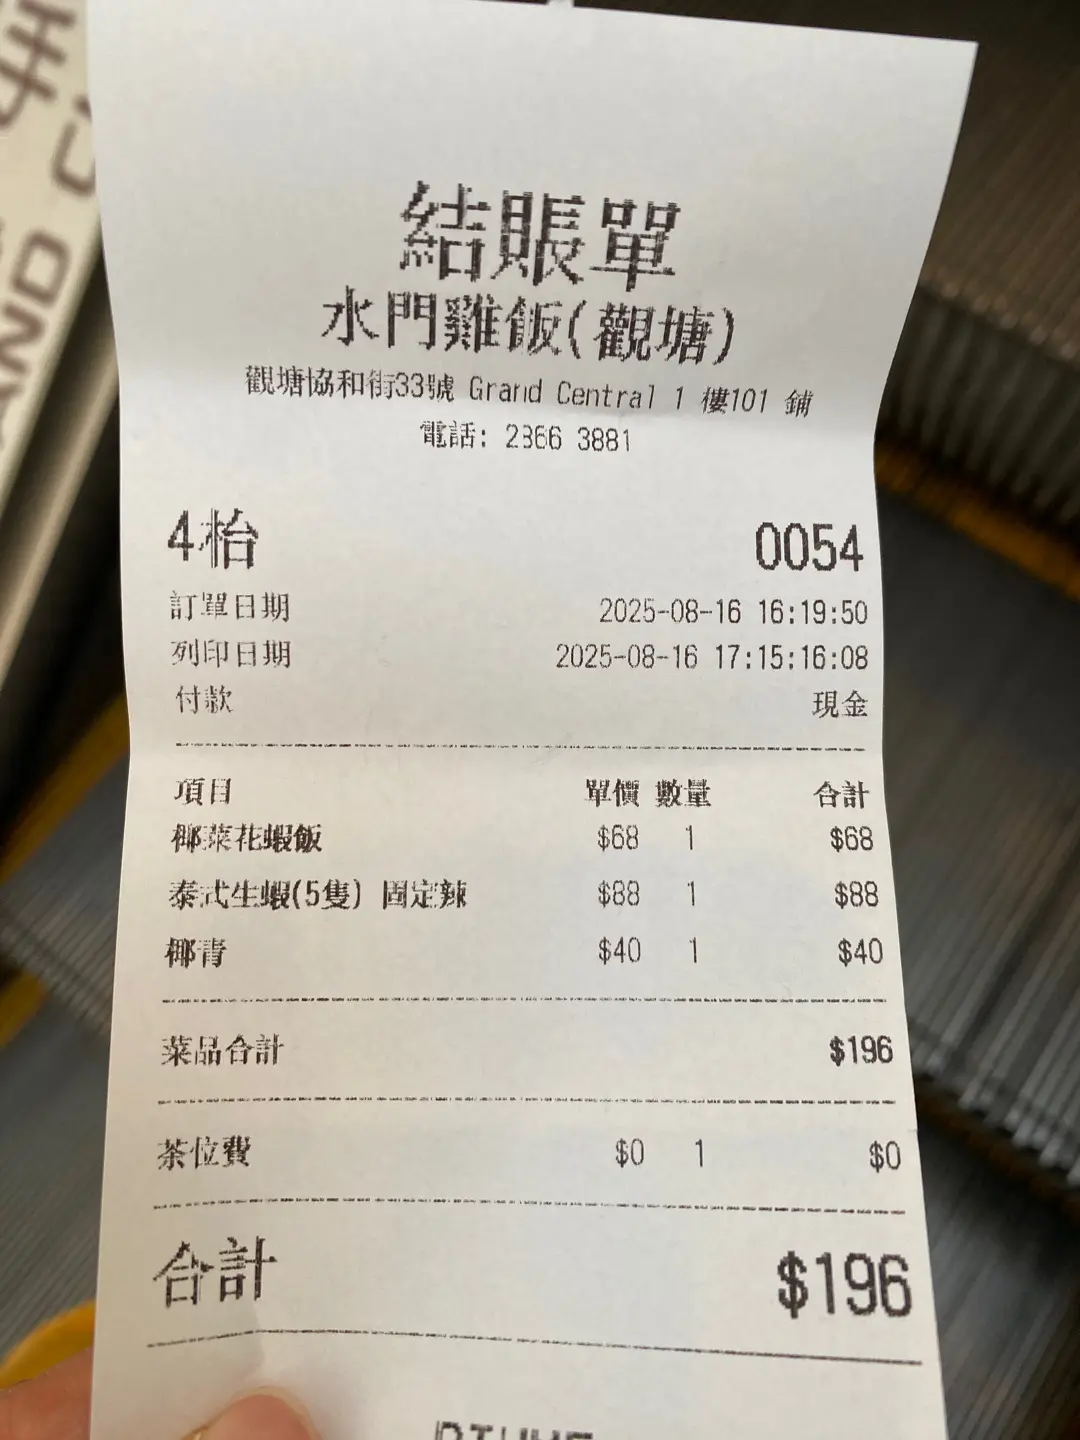 結賬單
水門雞飯(觀塘)
觀塘協和街33號 Grand Central 1 樓101 鋪
電話: 2366 3881
4枱 0054
訂單日期 2025-08-16 16:19:50
列印日期 2025-08-16 17:15:16:08
付款 現金
項目 單價 數量 合計
椰菜花蝦飯 $68 1 $68
泰式生蝦(5隻) 固定辣 $88 1 $88
椰青 $40 1 $40
菜品合計 $196
茶位費 $0 1 $0
合計 $196